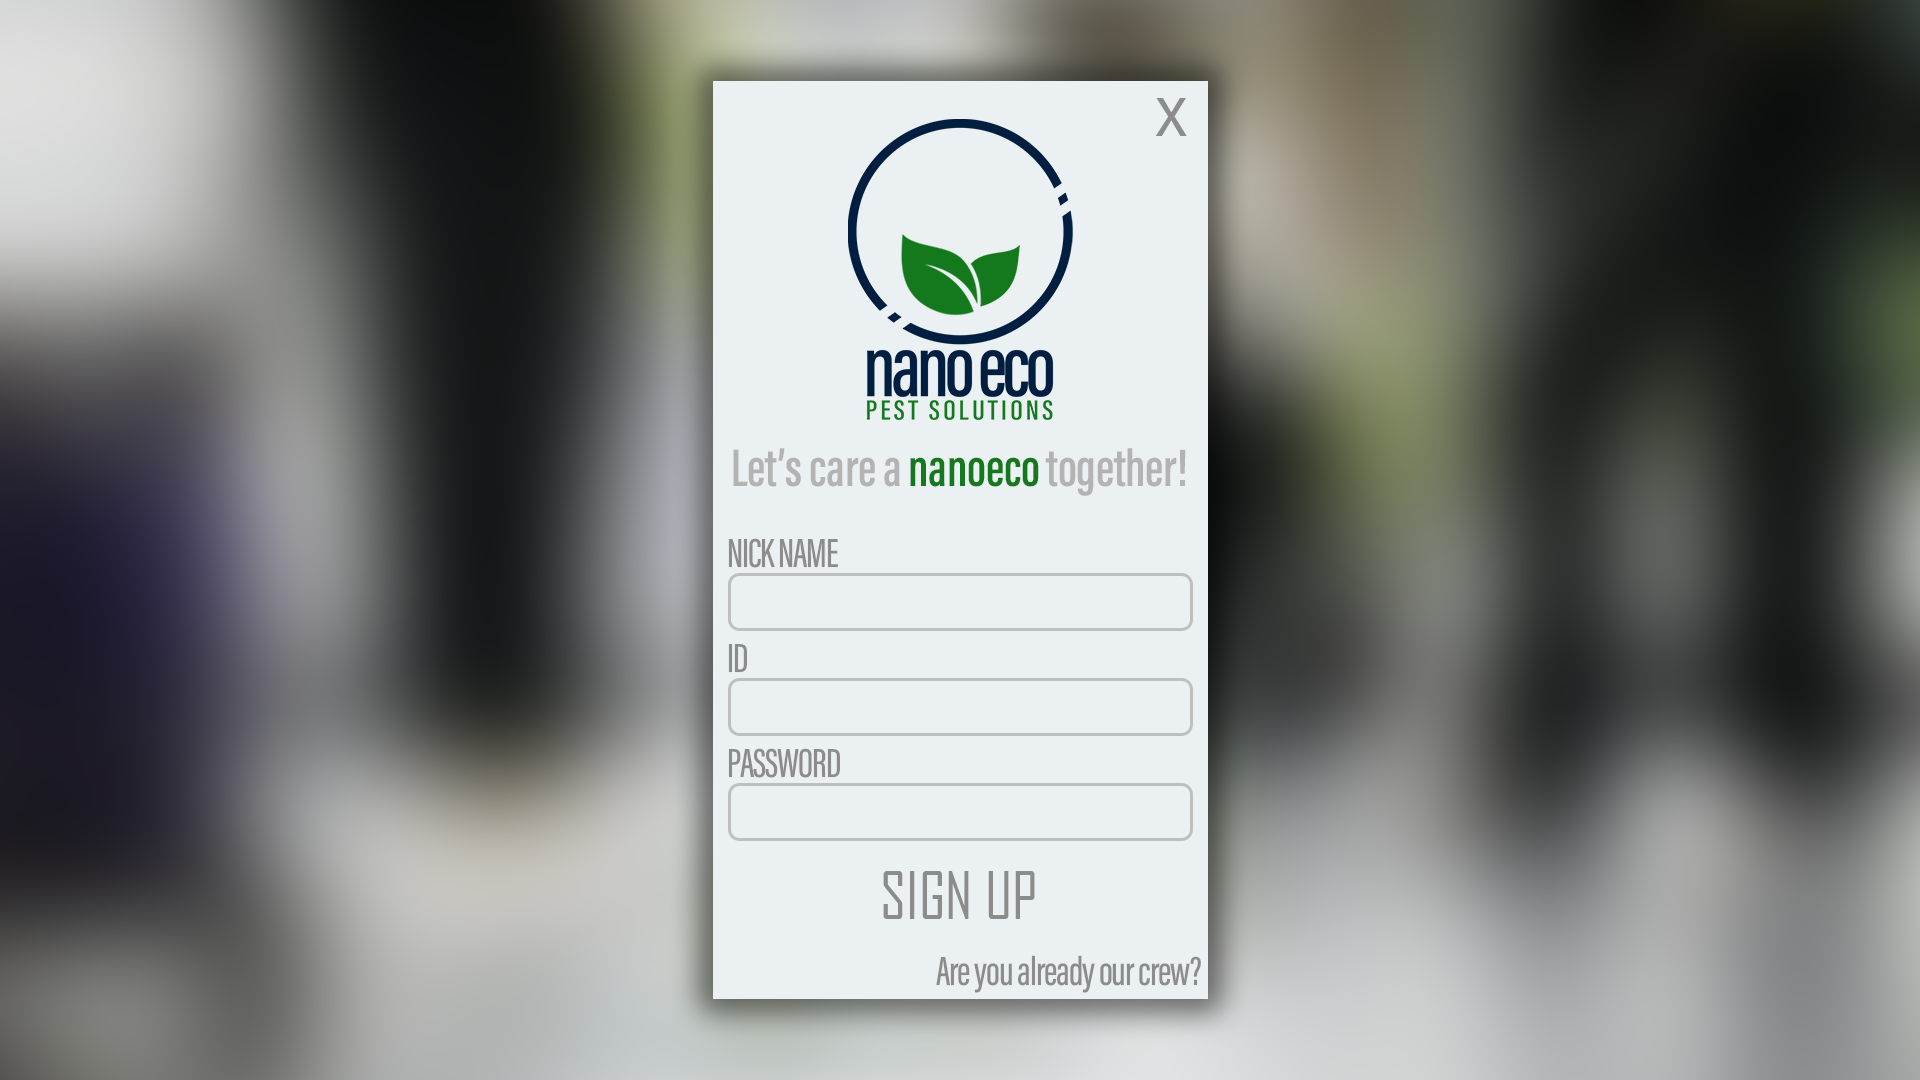 X
nano eco
PEST SOLUTIONS
Let's care a nanoeco together!
NICK NAME
ID
PASSWORD
SIGN UP
Are you already our crew?